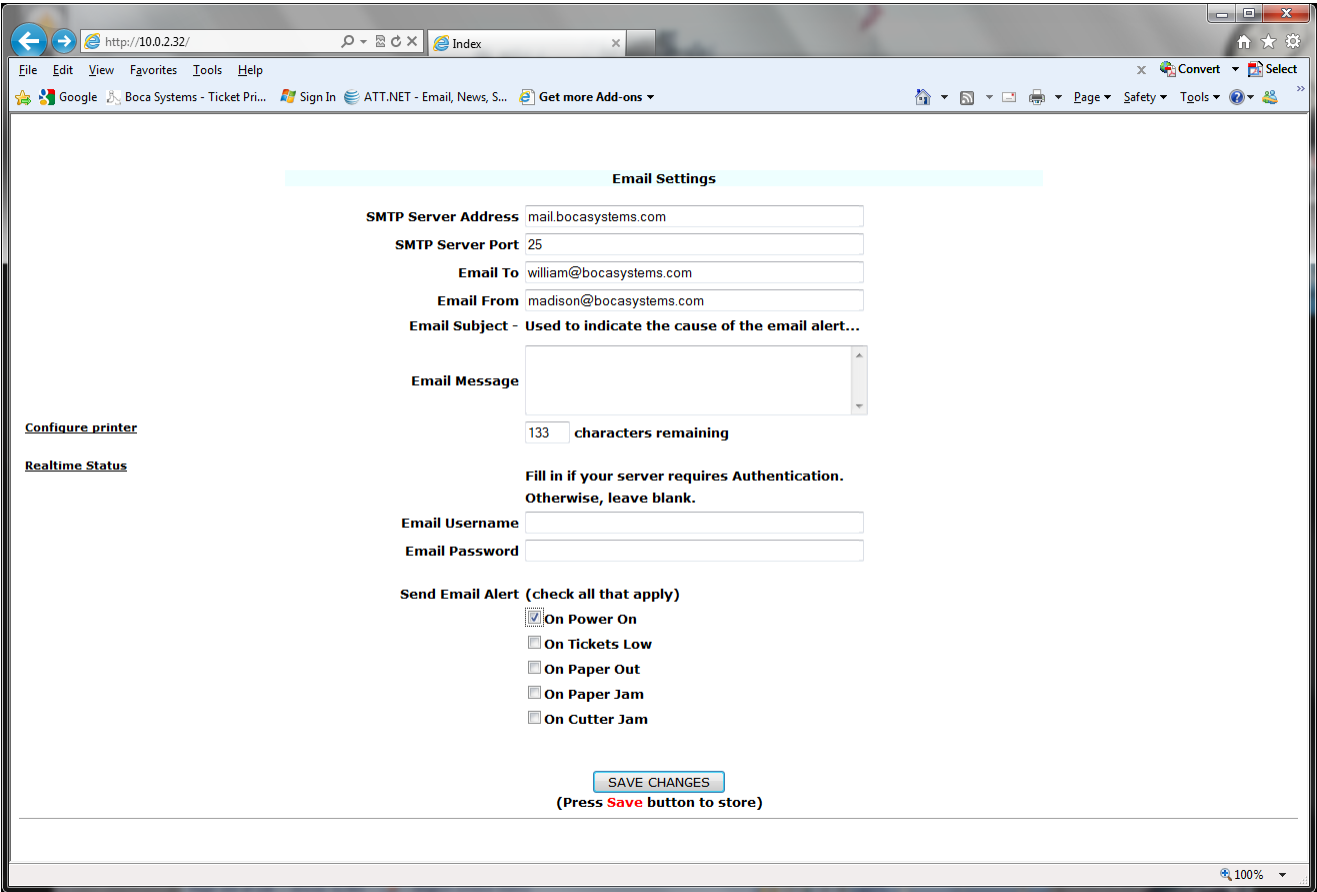 http://10.0.2.32/
Index
File Edit View Favorites Tools Help
x Convert Select
Google Boca Systems - Ticket Pri... Sign In ATT.NET - Email, News, S... Get more Add-ons
Page Safety Tools
Email Settings
SMTP Server Address mail.bocasystems.com
SMTP Server Port 25
Email To william@bocasystems.com
Email From madison@bocasystems.com
Email Subject - Used to indicate the cause of the email alert...
Email Message
Configure printer
133 characters remaining
Realtime Status
Fill in if your server requires Authentication.
Otherwise, leave blank.
Email Username
Email Password
Send Email Alert (check all that apply)
On Power On
On Tickets Low
On Paper Out
On Paper Jam
On Cutter Jam
SAVE CHANGES
(Press Save button to store)
100%